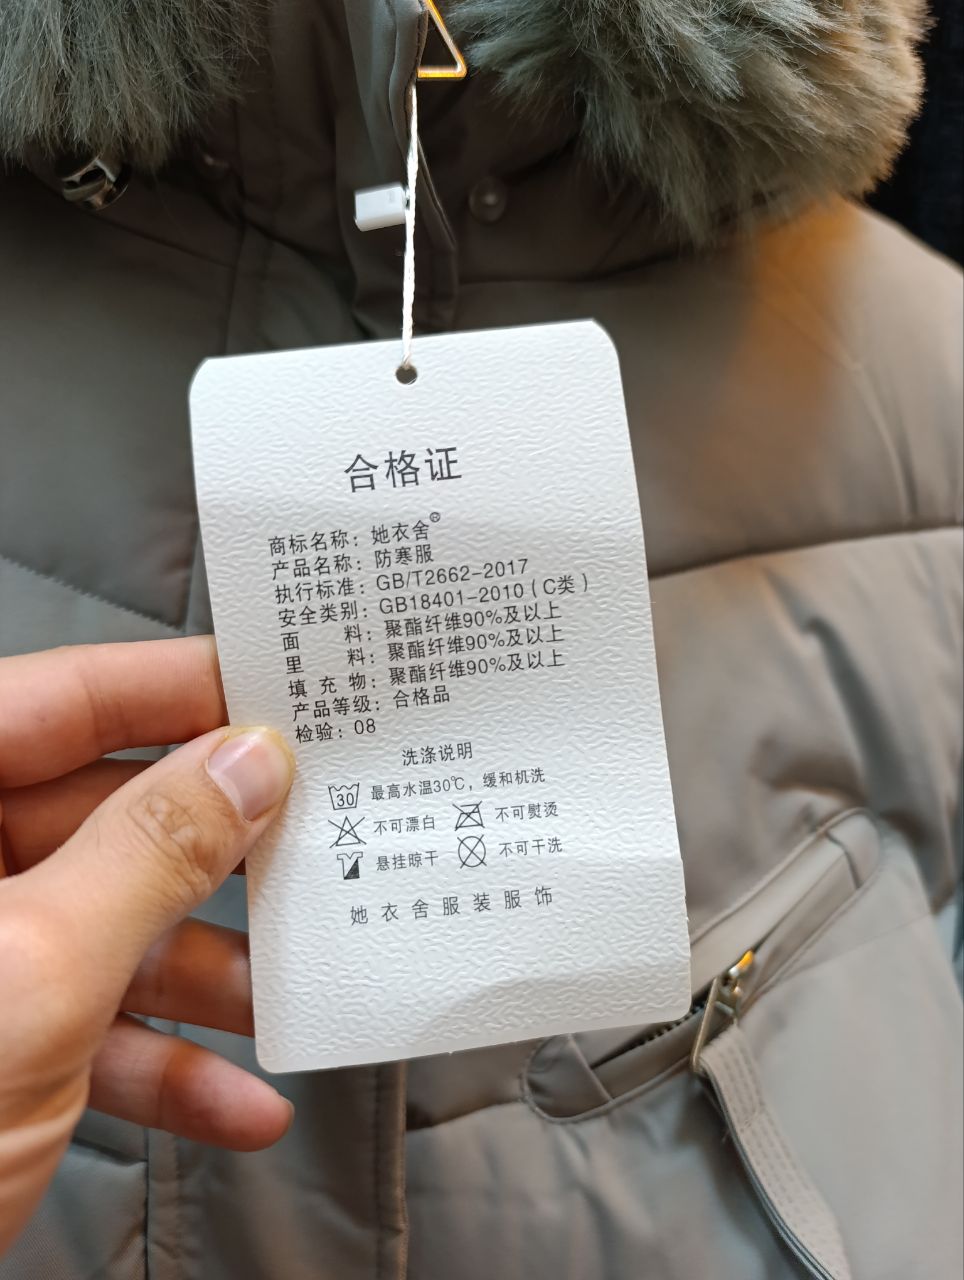 合格证
商标名称：她衣舍®
产品名称：防寒服
执行标准：GB/T2662-2017
安全类别：GB18401-2010（C类）
面 料：聚酯纤维90%及以上
里 料：聚酯纤维90%及以上
填 充 物：聚酯纤维90%及以上
产品等级：合格品
检验：08
洗涤说明
30 最高水温30℃，缓和机洗
不可漂白 不可熨烫
悬挂晾干 不可干洗
她衣舍服装服饰